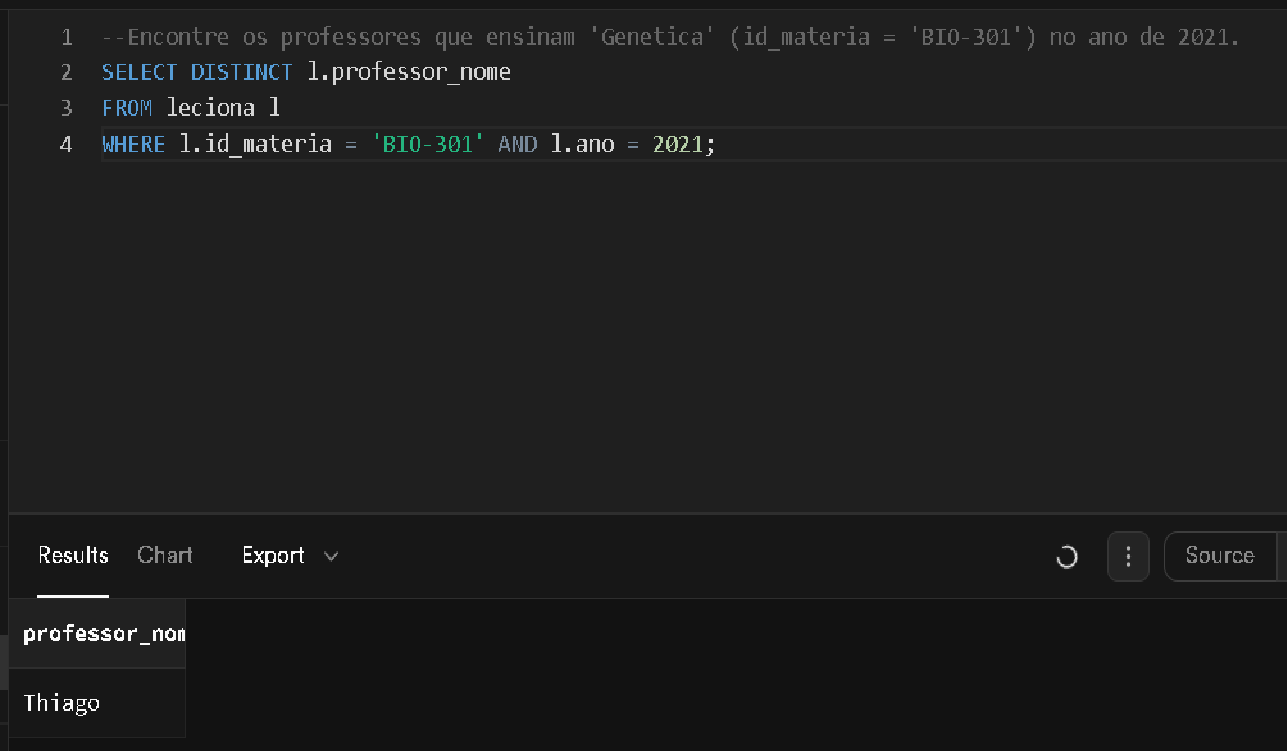 1 --Encontre os professores que ensinam 'Genetica' (id_materia = 'BIO-301') no ano de 2021.
2 SELECT DISTINCT l.professor_nome
3 FROM leciona l
4 WHERE l.id_materia = 'BIO-301' AND l.ano = 2021;
Results Chart Export Source
professor_nom
Thiago